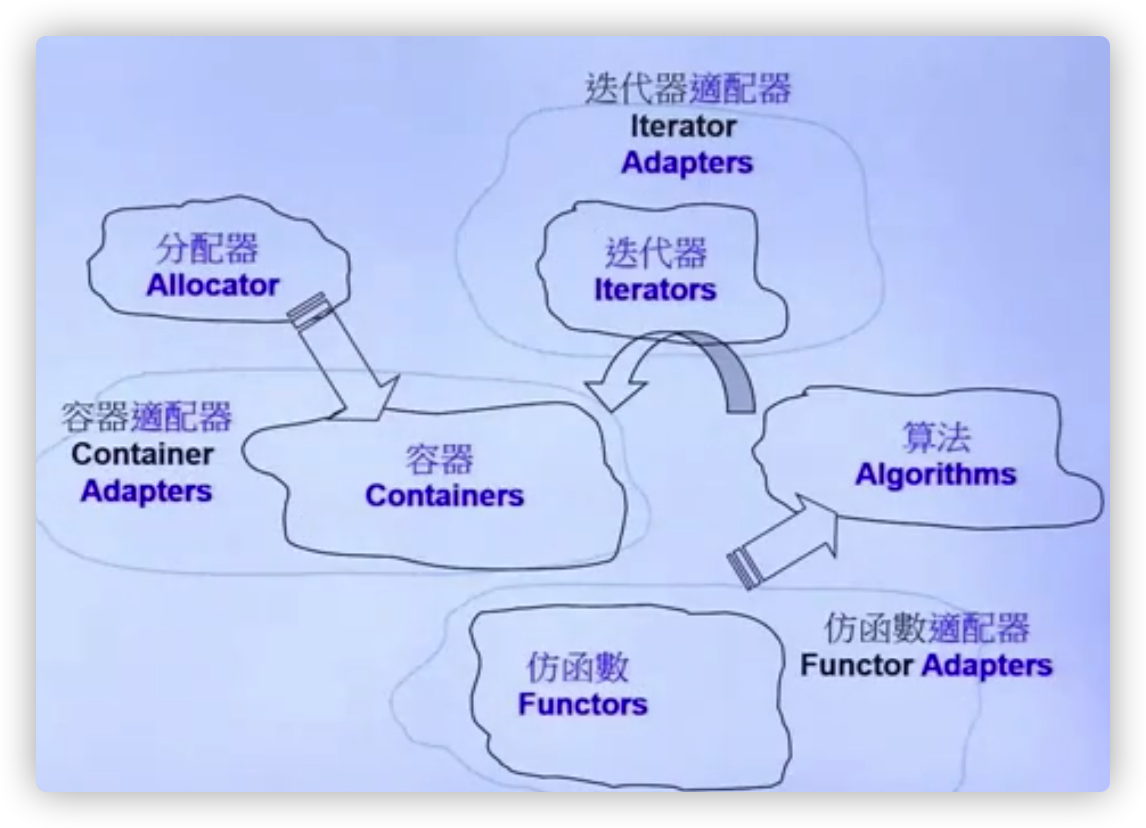 迭代器適配器
Iterator
Adapters
分配器
Allocator
迭代器
Iterators
容器適配器
Container
Adapters
容器
Containers
算法
Algorithms
仿函數
Functors
仿函數適配器
Functor Adapters